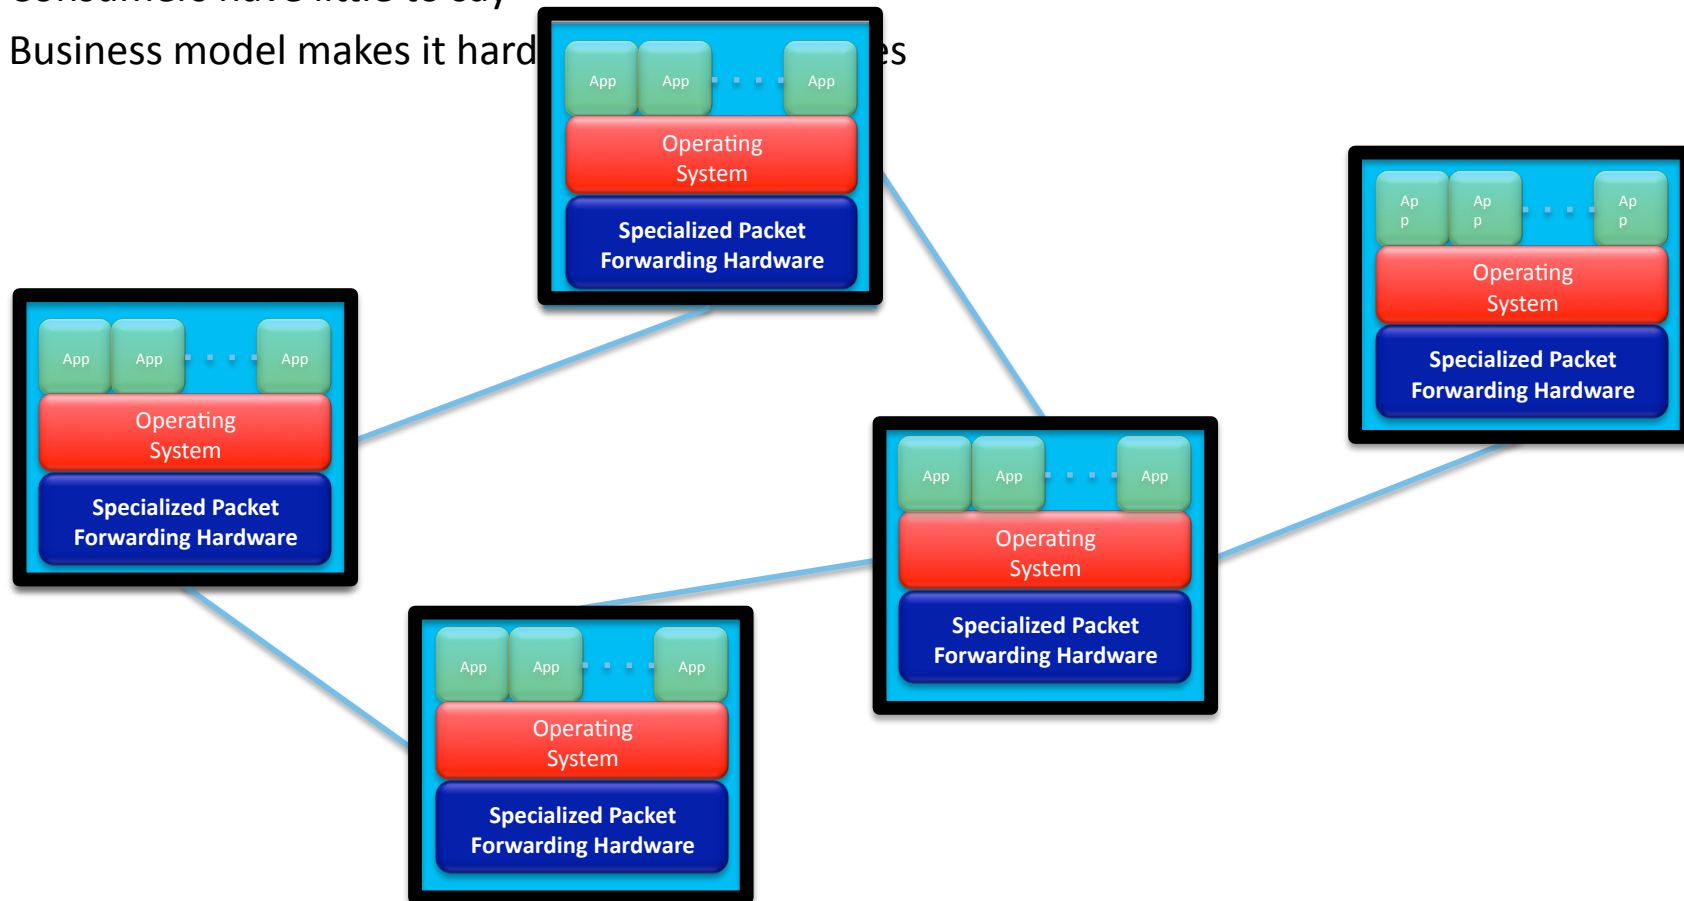 Business model makes it hard es
App App App
Operating
System
Specialized Packet
Forwarding Hardware
Ap
p
Ap
p
Ap
p
Operating
System
Specialized Packet
Forwarding Hardware
App App App
Operating
System
Specialized Packet
Forwarding Hardware
App App App
Operating
System
Specialized Packet
Forwarding Hardware
App App App
Operating
System
Specialized Packet
Forwarding Hardware